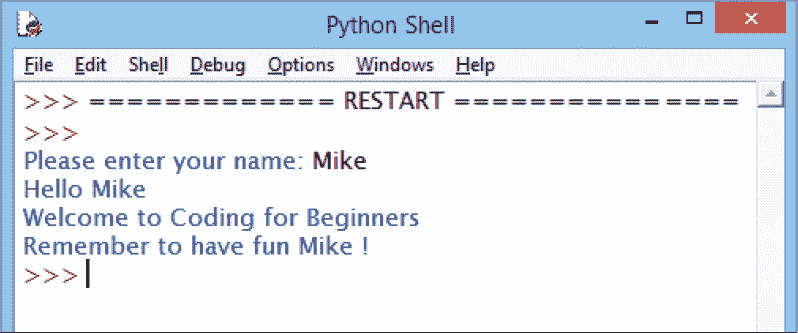 Python Shell
File Edit Shell Debug Options Windows Help
>>> ============= RESTART ===============
>>>
Please enter your name: Mike
Hello Mike
Welcome to Coding for Beginners
Remember to have fun Mike !
>>>